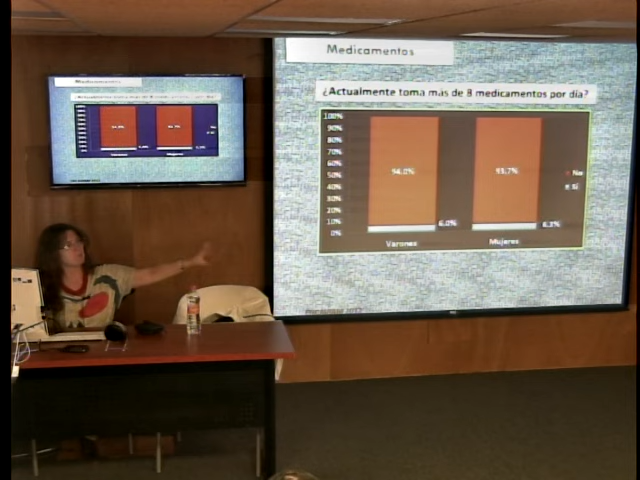 Medicamentos
¿Actualmente toma más de 8 medicamentos por día?
100%
90%
80%
70%
60%
50%
40%
30%
20%
10%
0%
94,0%
93,7%
6,0%
6,3%
No
Si
Varones
Mujeres
Medicamentos